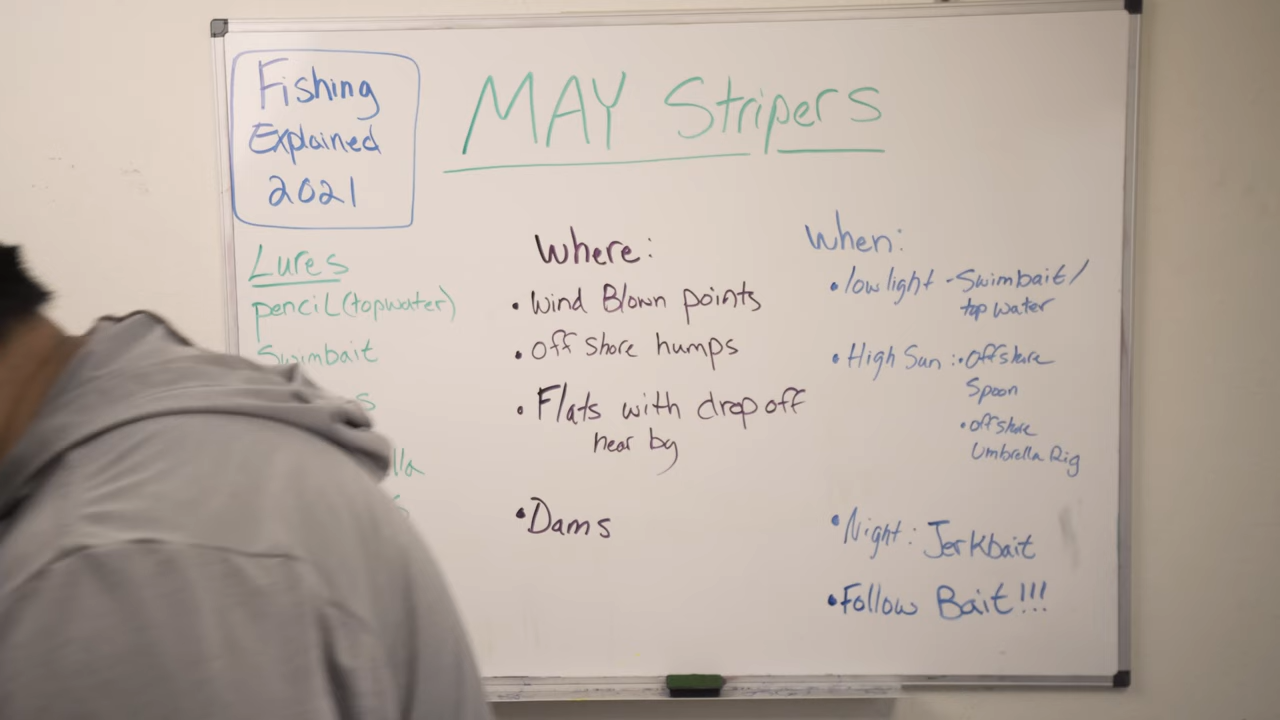 Fishing
Explained
2021
MAY Stripers
Lures
pencil (topwater)
Swimbait
Where:
• Wind Blown points
• Off Shore humps
• Flats with drop off
near by
• Dams
When:
• low light - Swimbait /
top water
• High Sun : • Offshore
Spoon
• offshore
Umbrella Rig
• Night: Jerkbait
• Follow Bait!!!